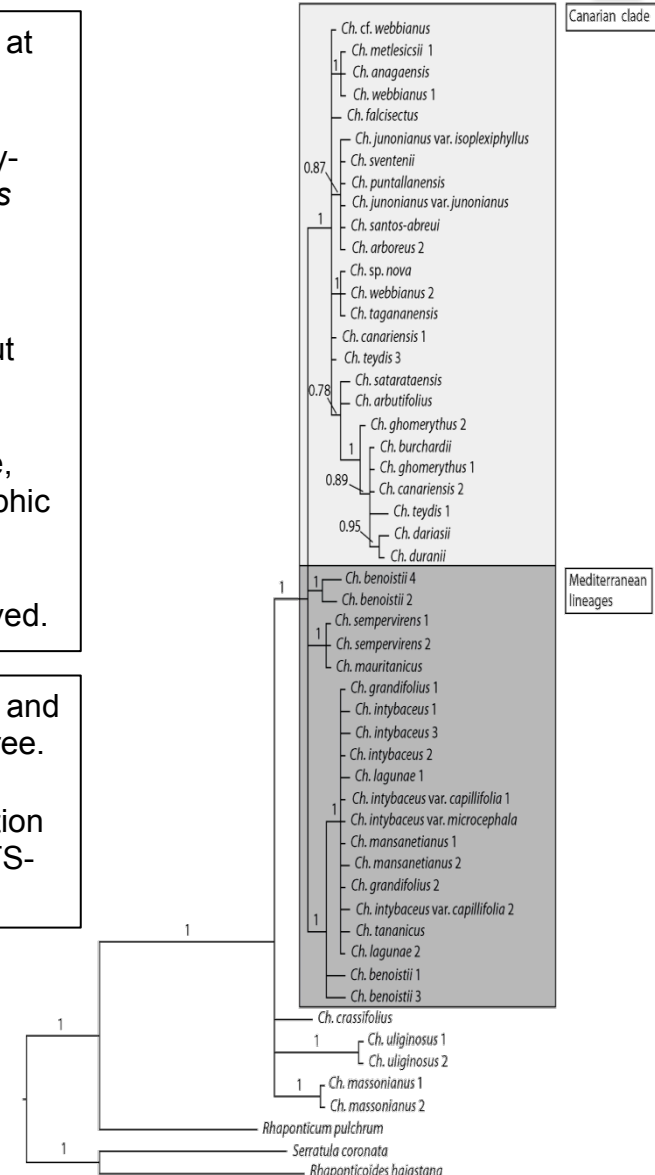 at
y-
s
ut
e,
phic
ved.
and
ree.
tion
TS-
Canarian clade
Ch. cf. webbianus
Ch. metlesicsii 1
1
Ch. anagaensis
Ch. webbianus 1
Ch. falcisectus
Ch. junonianus var. isoplexiphyllus
0.87
Ch. sventenii
Ch. puntallanensis
Ch. junonianus var. junonianus
1
Ch. santos-abreui
Ch. arboreus 2
Ch. sp. nova
1
Ch. webbianus 2
Ch. tagananensis
Ch. canariensis 1
Ch. teydis 3
Ch. satarataensis
0.78
Ch. arbutifolius
Ch. ghomerythus 2
1
Ch. burchardii
Ch. ghomerythus 1
0.89
Ch. canariensis 2
Ch. teydis 1
0.95
Ch. dariasii
Ch. duranii
Mediterranean
lineages
1
1
Ch. benoistii 4
Ch. benoistii 2
Ch. sempervirens 1
1
Ch. sempervirens 2
Ch. mauritanicus
Ch. grandifolius 1
Ch. intybaceus 1
Ch. intybaceus 3
Ch. intybaceus 2
Ch. lagunae 1
Ch. intybaceus var. capillifolia 1
1
Ch. intybaceus var. microcephala
Ch. mansanetianus 1
Ch. mansanetianus 2
Ch. grandifolius 2
Ch. intybaceus var. capillifolia 2
1
Ch. tananicus
Ch. lagunae 2
Ch. benoistii 1
Ch. benoistii 3
1
Ch. crassifolius
1
1
Ch. uliginosus 1
Ch. uliginosus 2
1
Ch. massonianus 1
Ch. massonianus 2
Rhaponticum pulchrum
1
Serratula coronata
Rhaponticoides hajastana